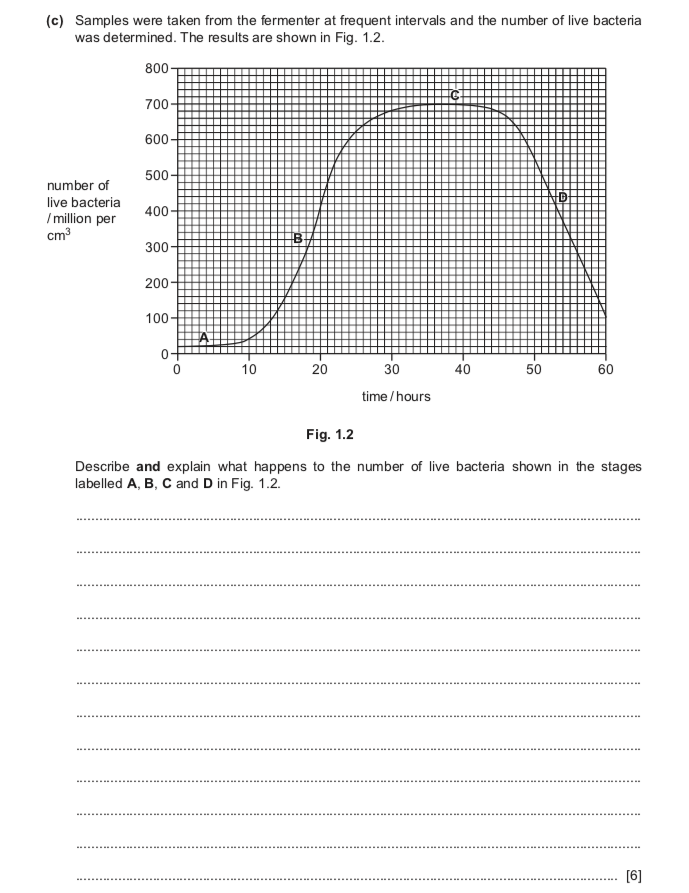 (c) Samples were taken from the fermenter at frequent intervals and the number of live bacteria
was determined. The results are shown in Fig. 1.2.
800
700
600
500
400
300
200
100
0
number of
live bacteria
/ million per
cm³
A
B
C
D
0 10 20 30 40 50 60
time / hours
Fig. 1.2
Describe and explain what happens to the number of live bacteria shown in the stages
labelled A, B, C and D in Fig. 1.2.
[6]